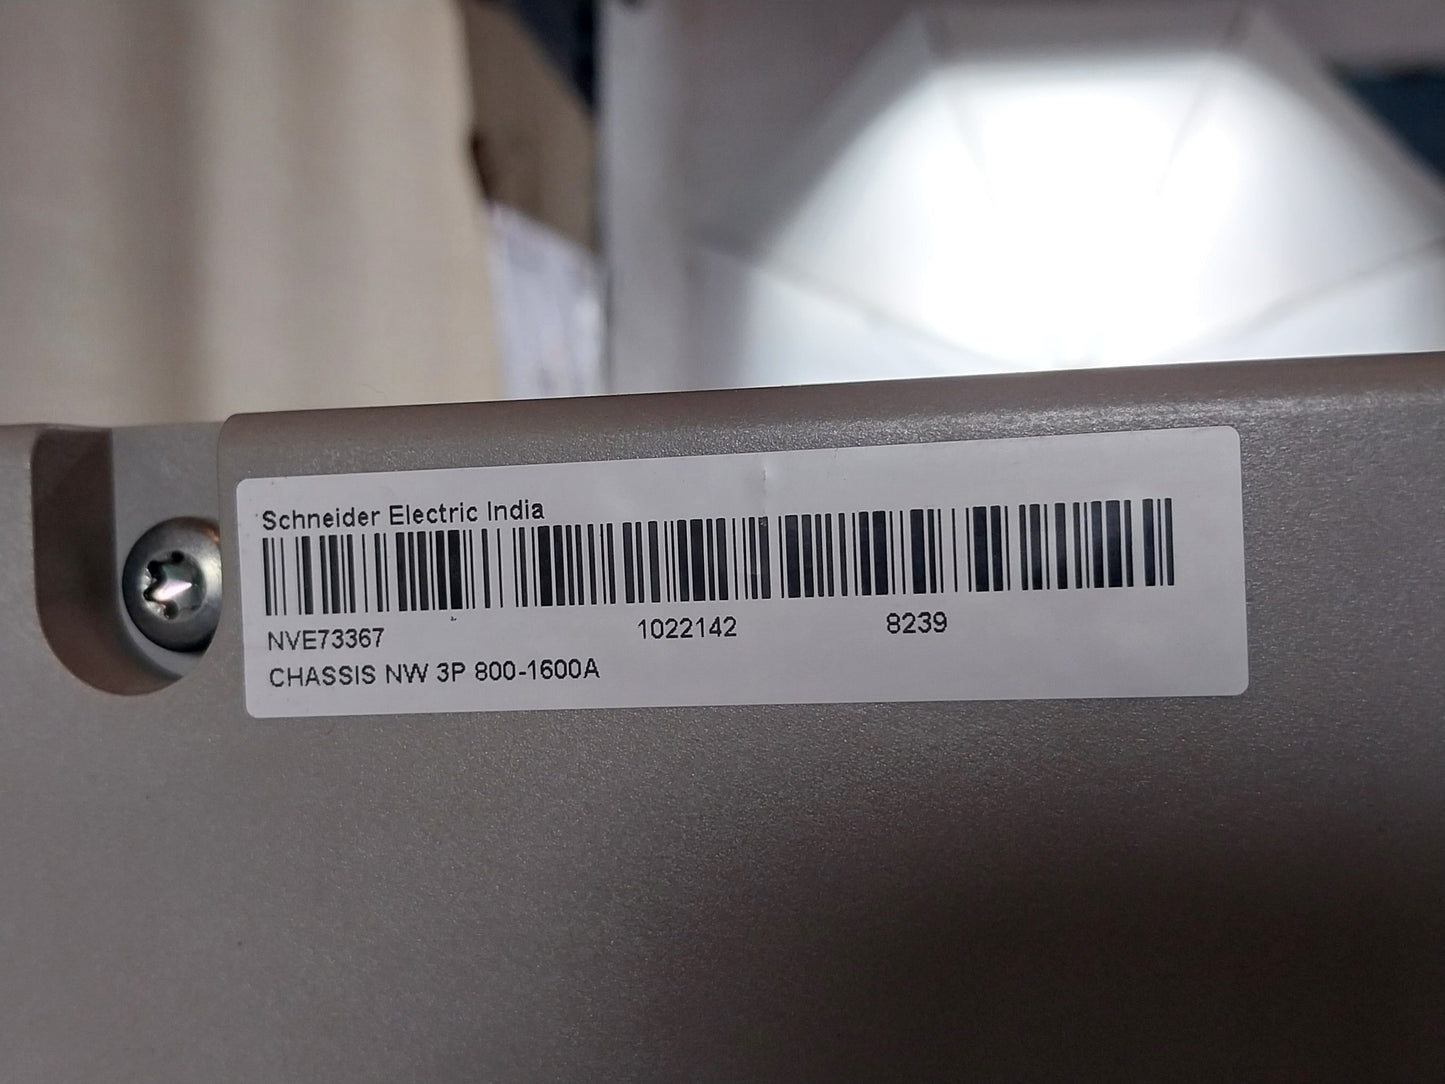 Schneider Electric India
NVE73367 1022142 8239
CHASSIS NW 3P 800-1600A